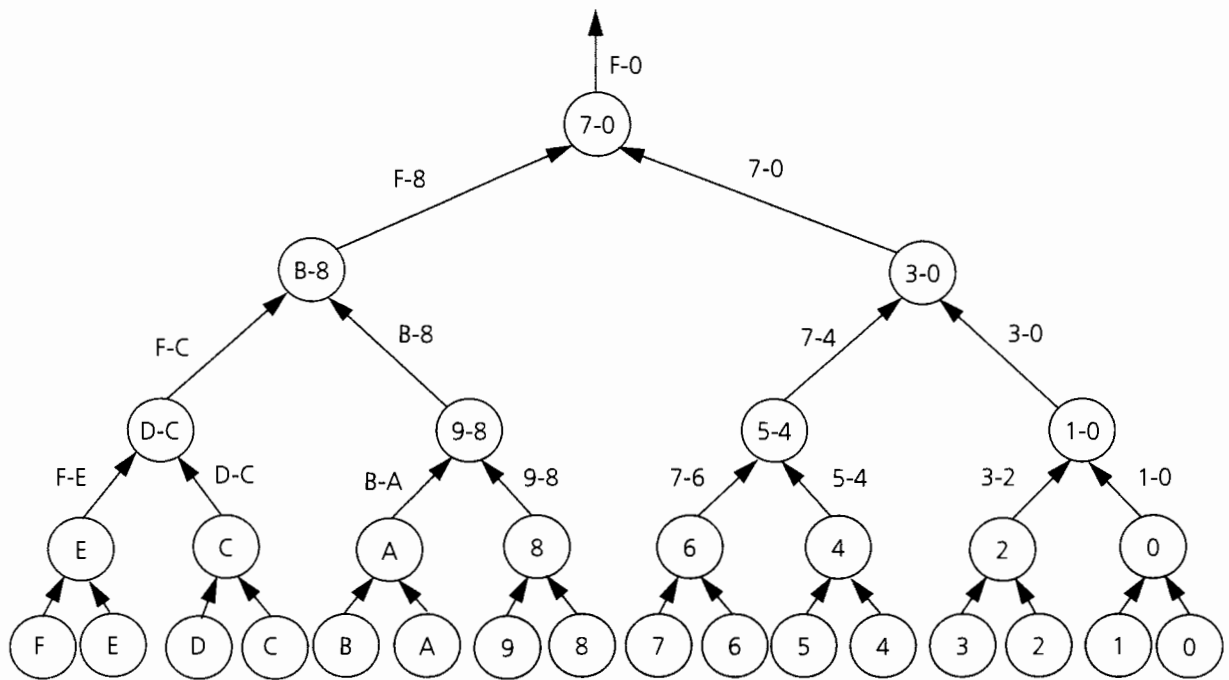 F-0
7-0
F-8 7-0
B-8 3-0
F-C B-8 7-4 3-0
D-C 9-8 5-4 1-0
F-E D-C B-A 9-8 7-6 5-4 3-2 1-0
E C A 8 6 4 2 0
F E D C B A 9 8 7 6 5 4 3 2 1 0